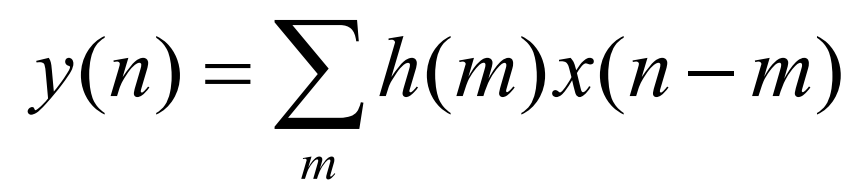 y(n) = ∑ h(m)x(n − m)
m